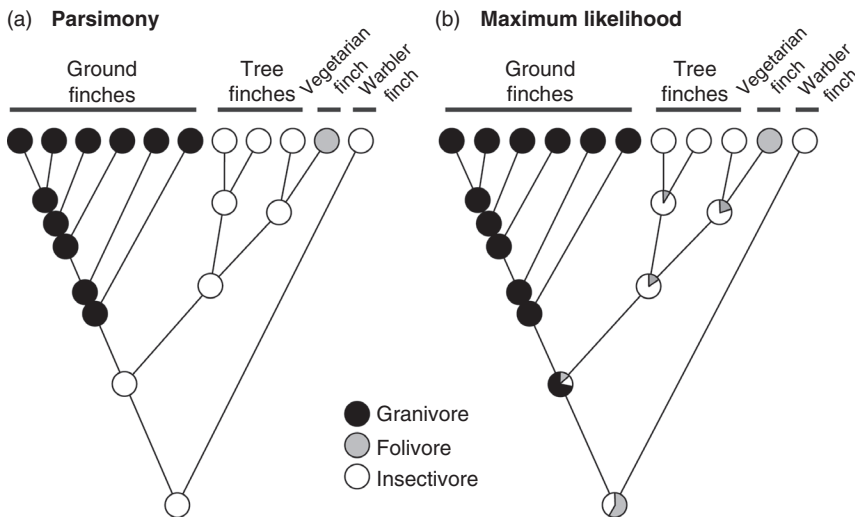 (a) Parsimony
Ground
finches
Tree
finches
Vegetarian
finch
Warbler
finch
(b) Maximum likelihood
Ground
finches
Tree
finches
Vegetarian
finch
Warbler
finch
Granivore
Folivore
Insectivore